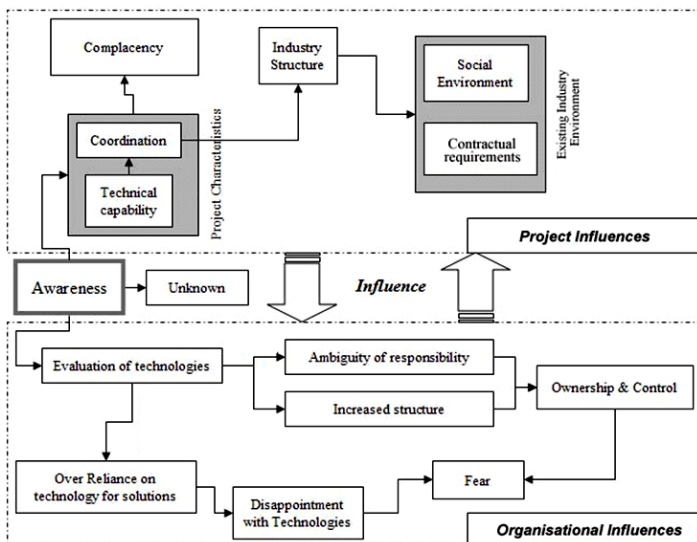 Complacency
Industry
Structure
Social
Environment
Contractual
requirements
Existing Industry
Environment
Coordination
Technical
capability
Project Characteristics
Project Influences
Awareness
Unknown
Influence
Evaluation of technologies
Ambiguity of responsibility
Increased structure
Ownership & Control
Over Reliance on
technology for solutions
Disappointment
with Technologies
Fear
Organisational Influences